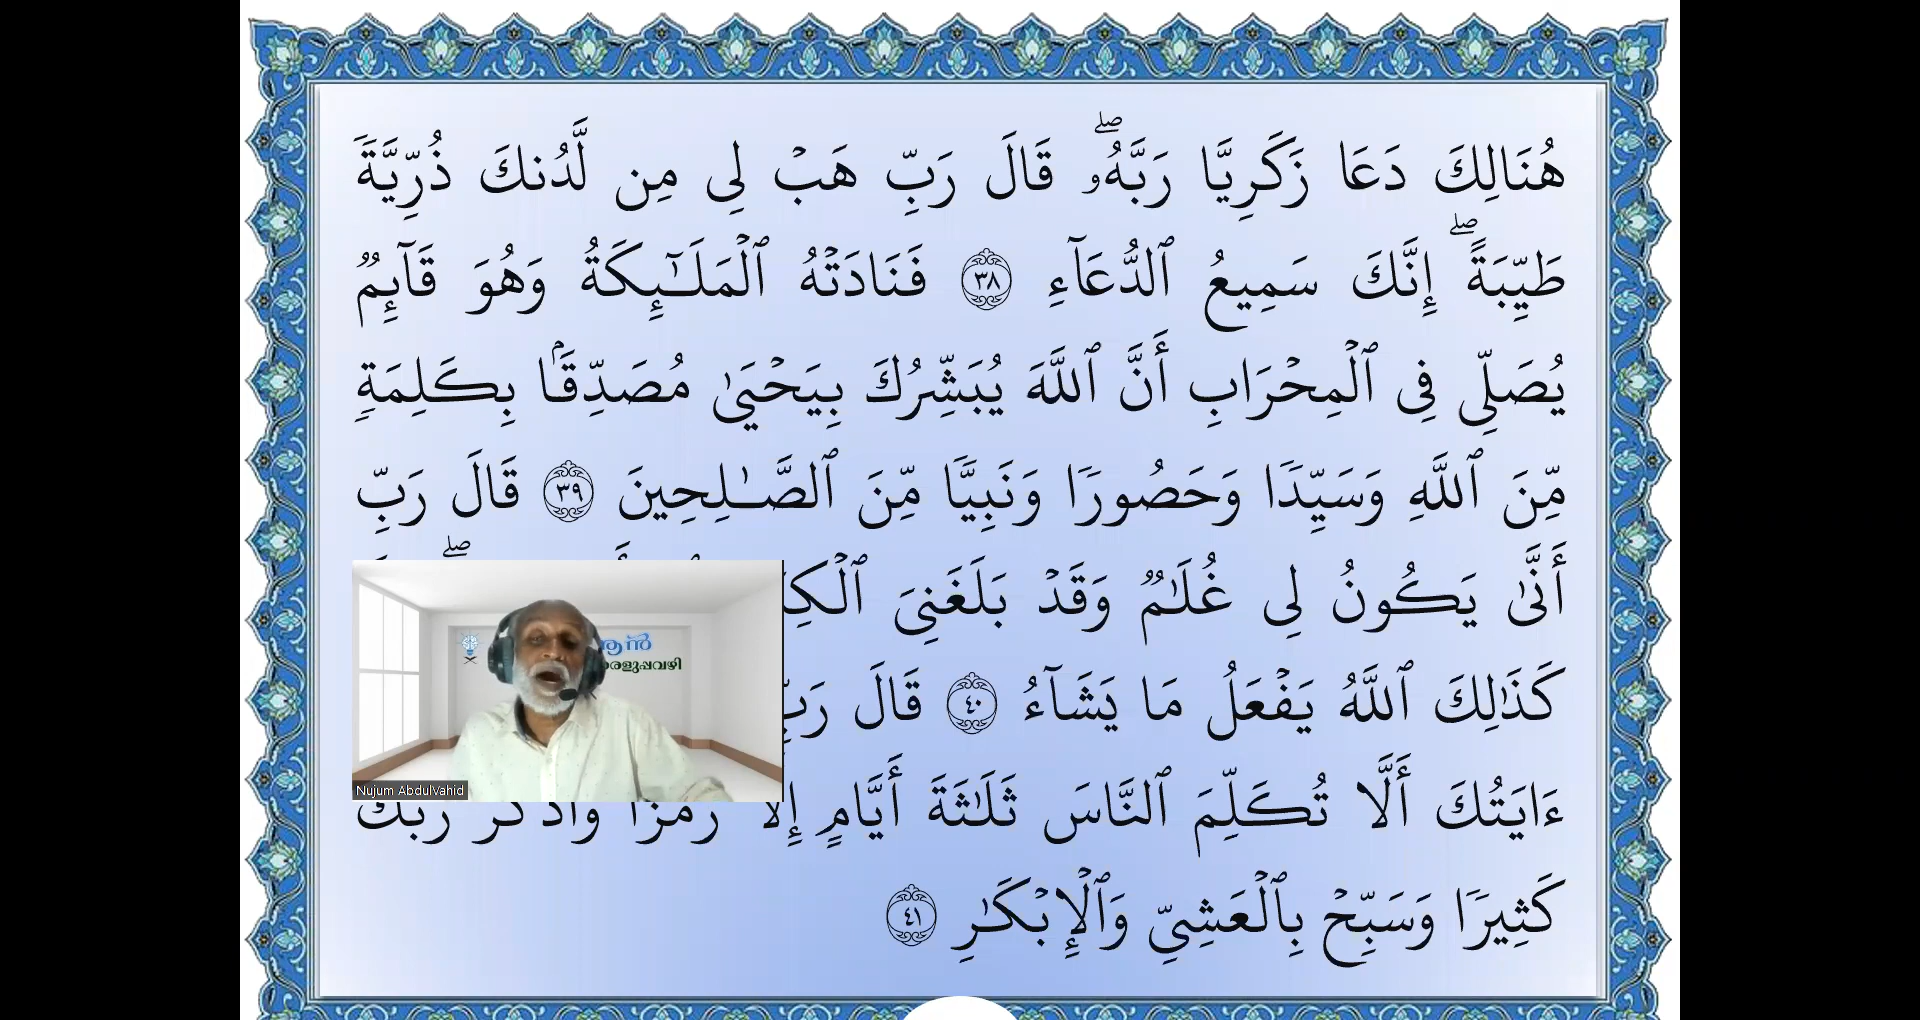 هُنَالِكَ دَعَا زَكَرِيَّا رَبَّهُۥۖ قَالَ رَبِّ هَبۡ لِى مِن لَّدُنكَ ذُرِّيَّةٗ
طَيِّبَةًۖ إِنَّكَ سَمِيعُ ٱلدُّعَآءِ ٣٨ فَنَادَتۡهُ ٱلۡمَلَـٰٓئِكَةُ وَهُوَ قَآئِمٞ
يُصَلِّى فِى ٱلۡمِحۡرَابِ أَنَّ ٱللَّهَ يُبَشِّرُكَ بِيَحۡيَىٰ مُصَدِّقَۢا بِكَلِمَةٖ
مِّنَ ٱللَّهِ وَسَيِّدٗا وَحَصُورٗا وَنَبِيّٗا مِّنَ ٱلصَّـٰلِحِينَ ٣٩ قَالَ رَبِّ
أَنَّىٰ يَكُونُ لِى غُلَـٰمٞ وَقَدۡ بَلَغَنِىَ
كَذَٰلِكَ ٱللَّهُ يَفۡعَلُ مَا يَشَآءُ ٤٠ قَالَ
ءَايَتُكَ أَلَّا تُكَلِّمَ ٱلنَّاسَ ثَلَـٰثَةَ أَيَّامٍ إِلَّا رَمۡزٗا وَٱذۡكُر رَّبَّكَ
كَثِيرٗا وَسَبِّحۡ بِٱلۡعَشِىِّ وَٱلۡإِبۡكَـٰرِ ٤١
Nujum AbdulVahid